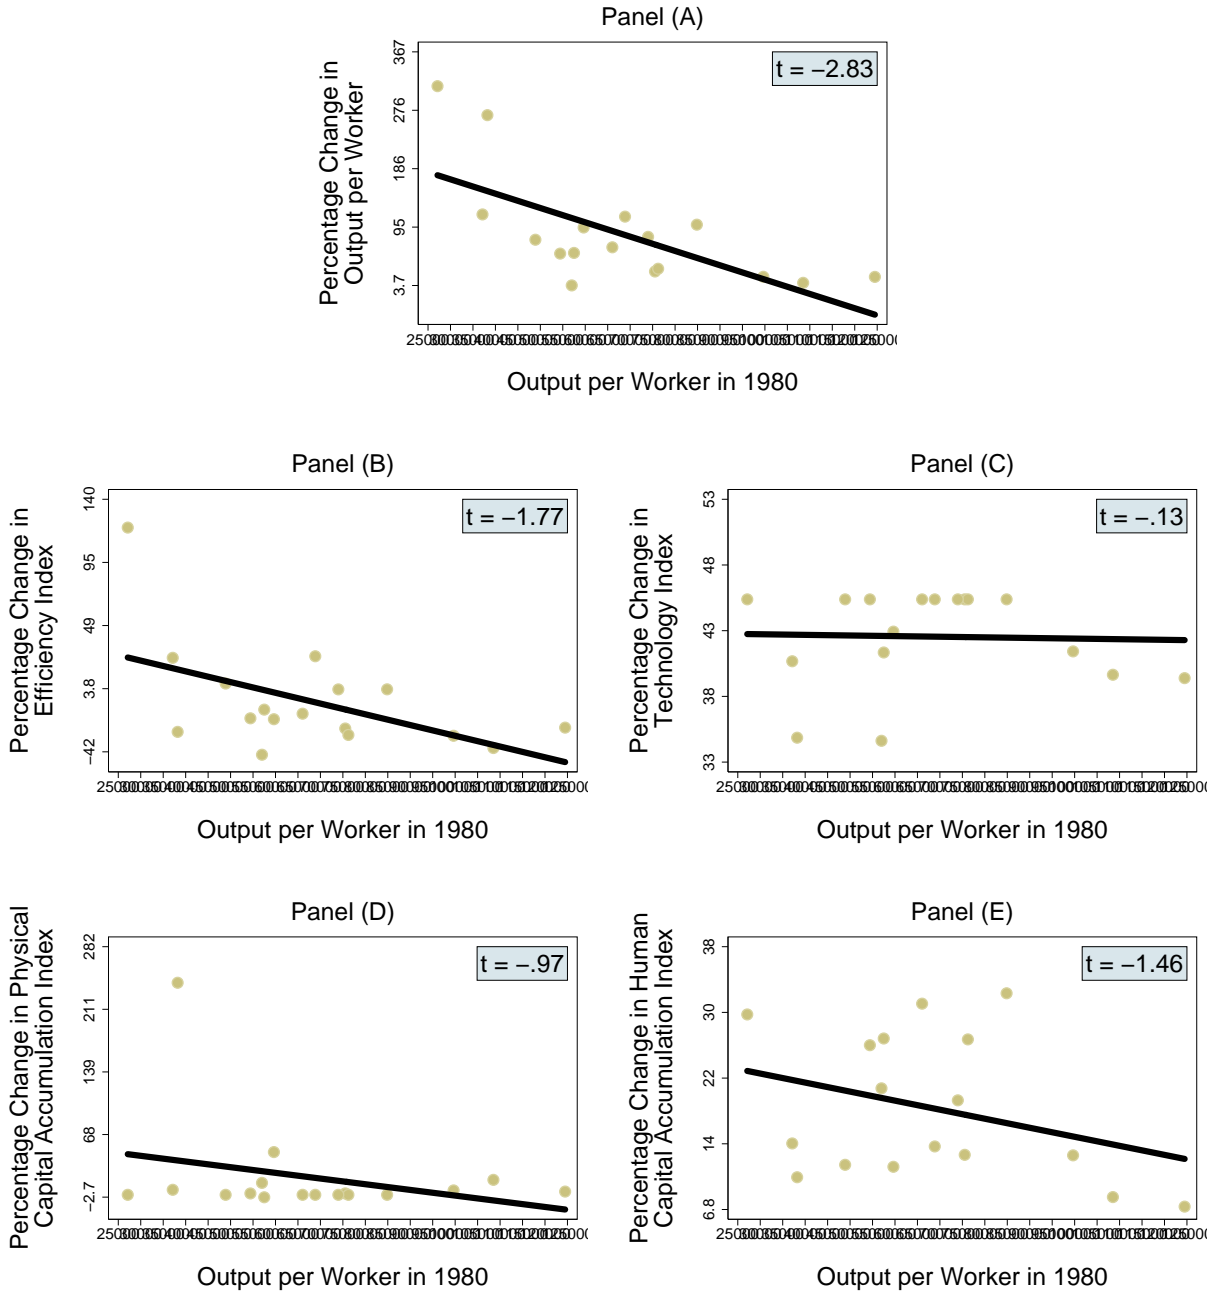 Panel (A)
Percentage Change in
Output per Worker
367
276
186
95
3.7
t = −2.83
Output per Worker in 1980
Panel (B)
Percentage Change in
Efficiency Index
140
95
49
3.8
−42
t = −1.77
Output per Worker in 1980
Panel (C)
Percentage Change in
Technology Index
53
48
43
38
33
t = −.13
Output per Worker in 1980
Panel (D)
Percentage Change in Physical
Capital Accumulation Index
282
211
139
68
−2.7
t = −.97
Output per Worker in 1980
Panel (E)
Percentage Change in Human
Capital Accumulation Index
38
30
22
14
6.8
t = −1.46
Output per Worker in 1980